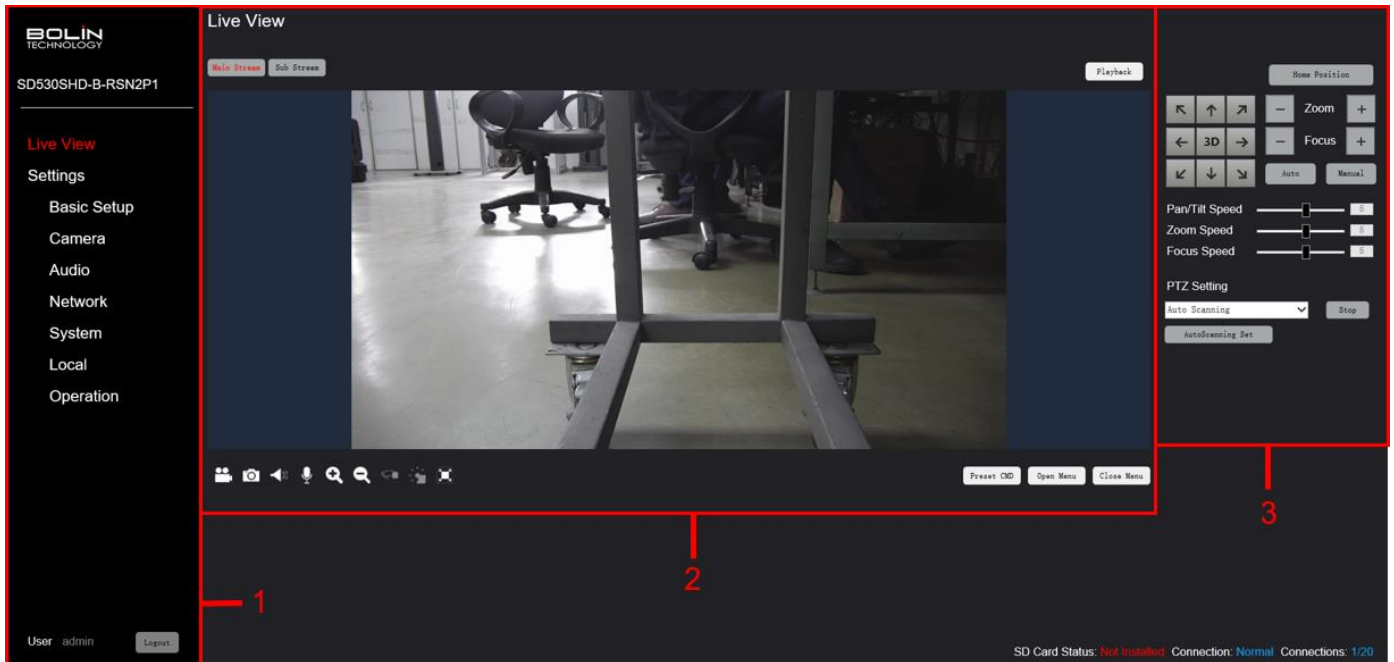 BOLIN
TECHNOLOGY
SD530SHD-B-RSN2P1
Live View
Settings
Basic Setup
Camera
Audio
Network
System
Local
Operation
User admin Logout
1
Live View
Main Stream Sub Stream Playback
Preset CMD Open Menu Close Menu
2
Home Position
- Zoom +
3D
- Focus +
Auto Manual
Pan/Tilt Speed 5
Zoom Speed 5
Focus Speed 5
PTZ Setting
Auto Scanning Stop
AutoScanning Set
3
SD Card Status: Not Installed Connection: Normal Connections: 1/20